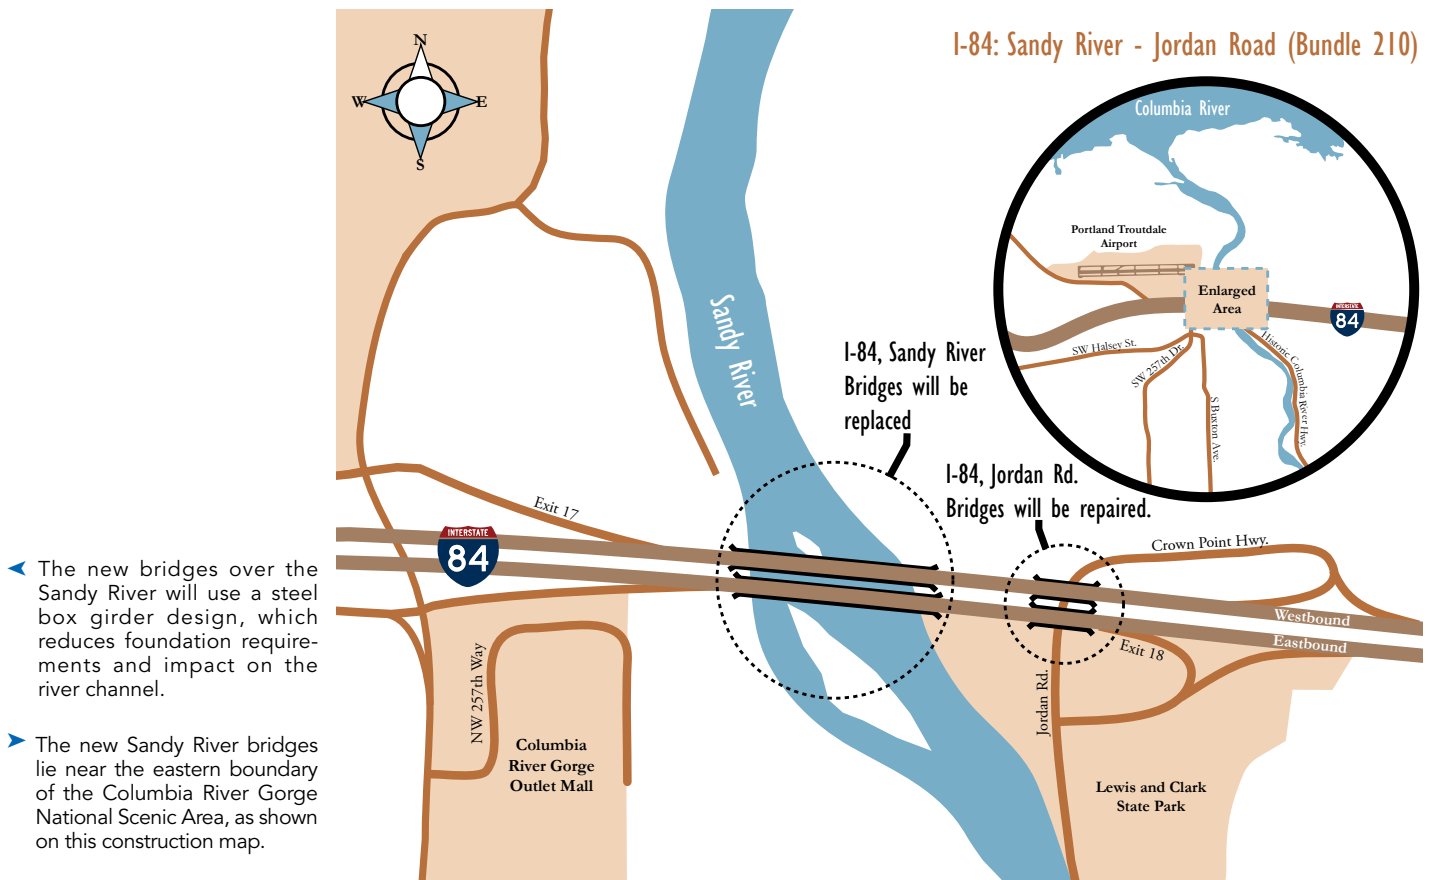 The new bridges over the
Sandy River will use a steel
box girder design, which
reduces foundation require-
ments and impact on the
river channel.
The new Sandy River bridges
lie near the eastern boundary
of the Columbia River Gorge
National Scenic Area, as shown
on this construction map.
N
W
E
S
I-84: Sandy River - Jordan Road (Bundle 210)
Columbia River
Portland Troutdale
Airport
Enlarged
Area
INTERSTATE
84
SW Halsey St.
SW 257th Dr.
S Buxton Ave.
Historic Columbia River Hwy.
Sandy River
I-84, Sandy River
Bridges will be
replaced
I-84, Jordan Rd.
Bridges will be repaired.
Exit 17
INTERSTATE
84
Crown Point Hwy.
Westbound
Eastbound
Exit 18
Jordan Rd.
NW 257th Way
Columbia
River Gorge
Outlet Mall
Lewis and Clark
State Park